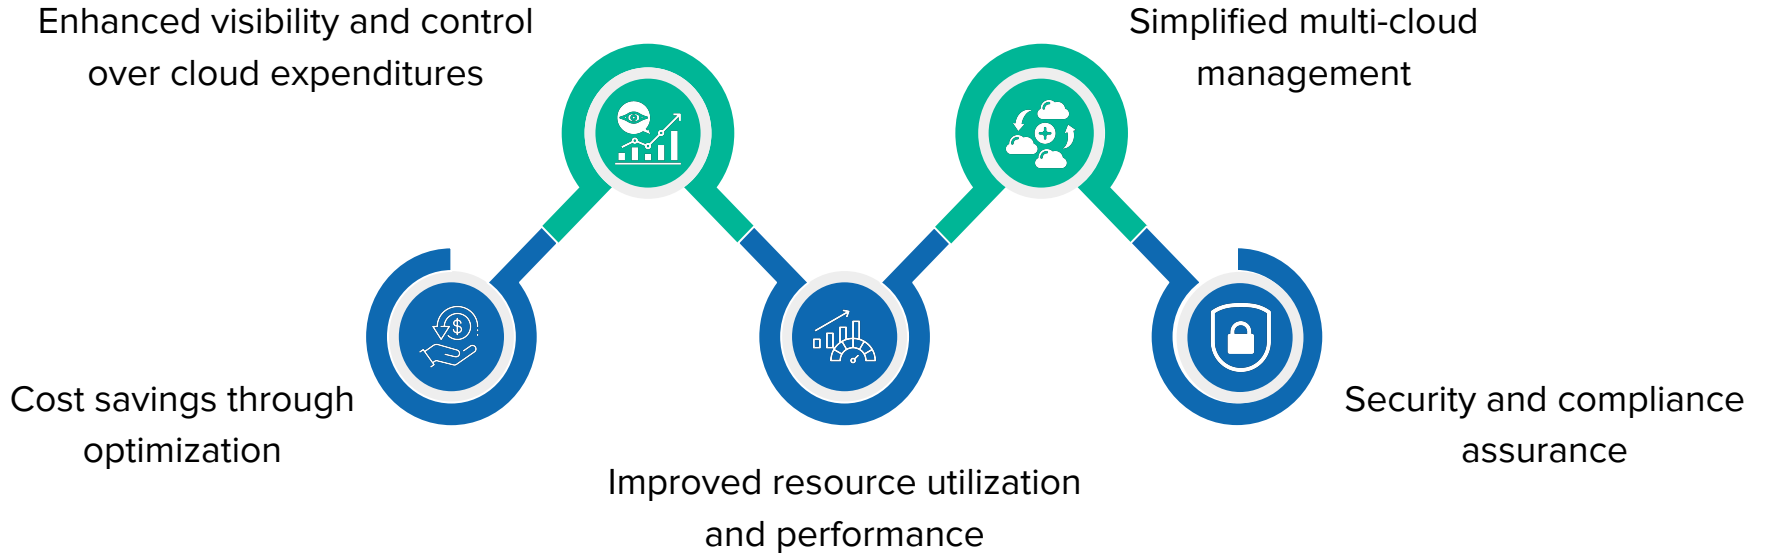 Enhanced visibility and control
over cloud expenditures
Simplified multi-cloud
management
$
Cost savings through
optimization
Security and compliance
assurance
Improved resource utilization
and performance